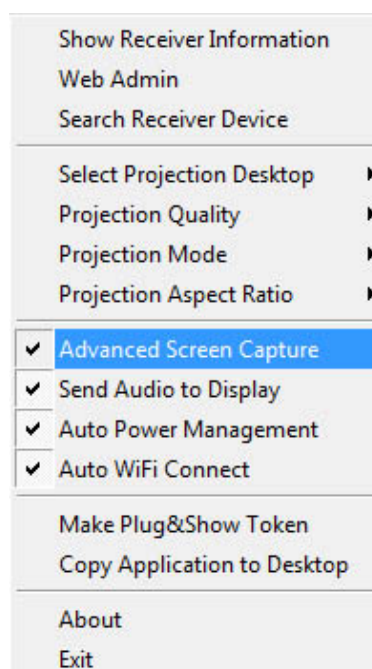 Show Receiver Information
Web Admin
Search Receiver Device
Select Projection Desktop
Projection Quality
Projection Mode
Projection Aspect Ratio
Advanced Screen Capture
Send Audio to Display
Auto Power Management
Auto WiFi Connect
Make Plug&Show Token
Copy Application to Desktop
About
Exit